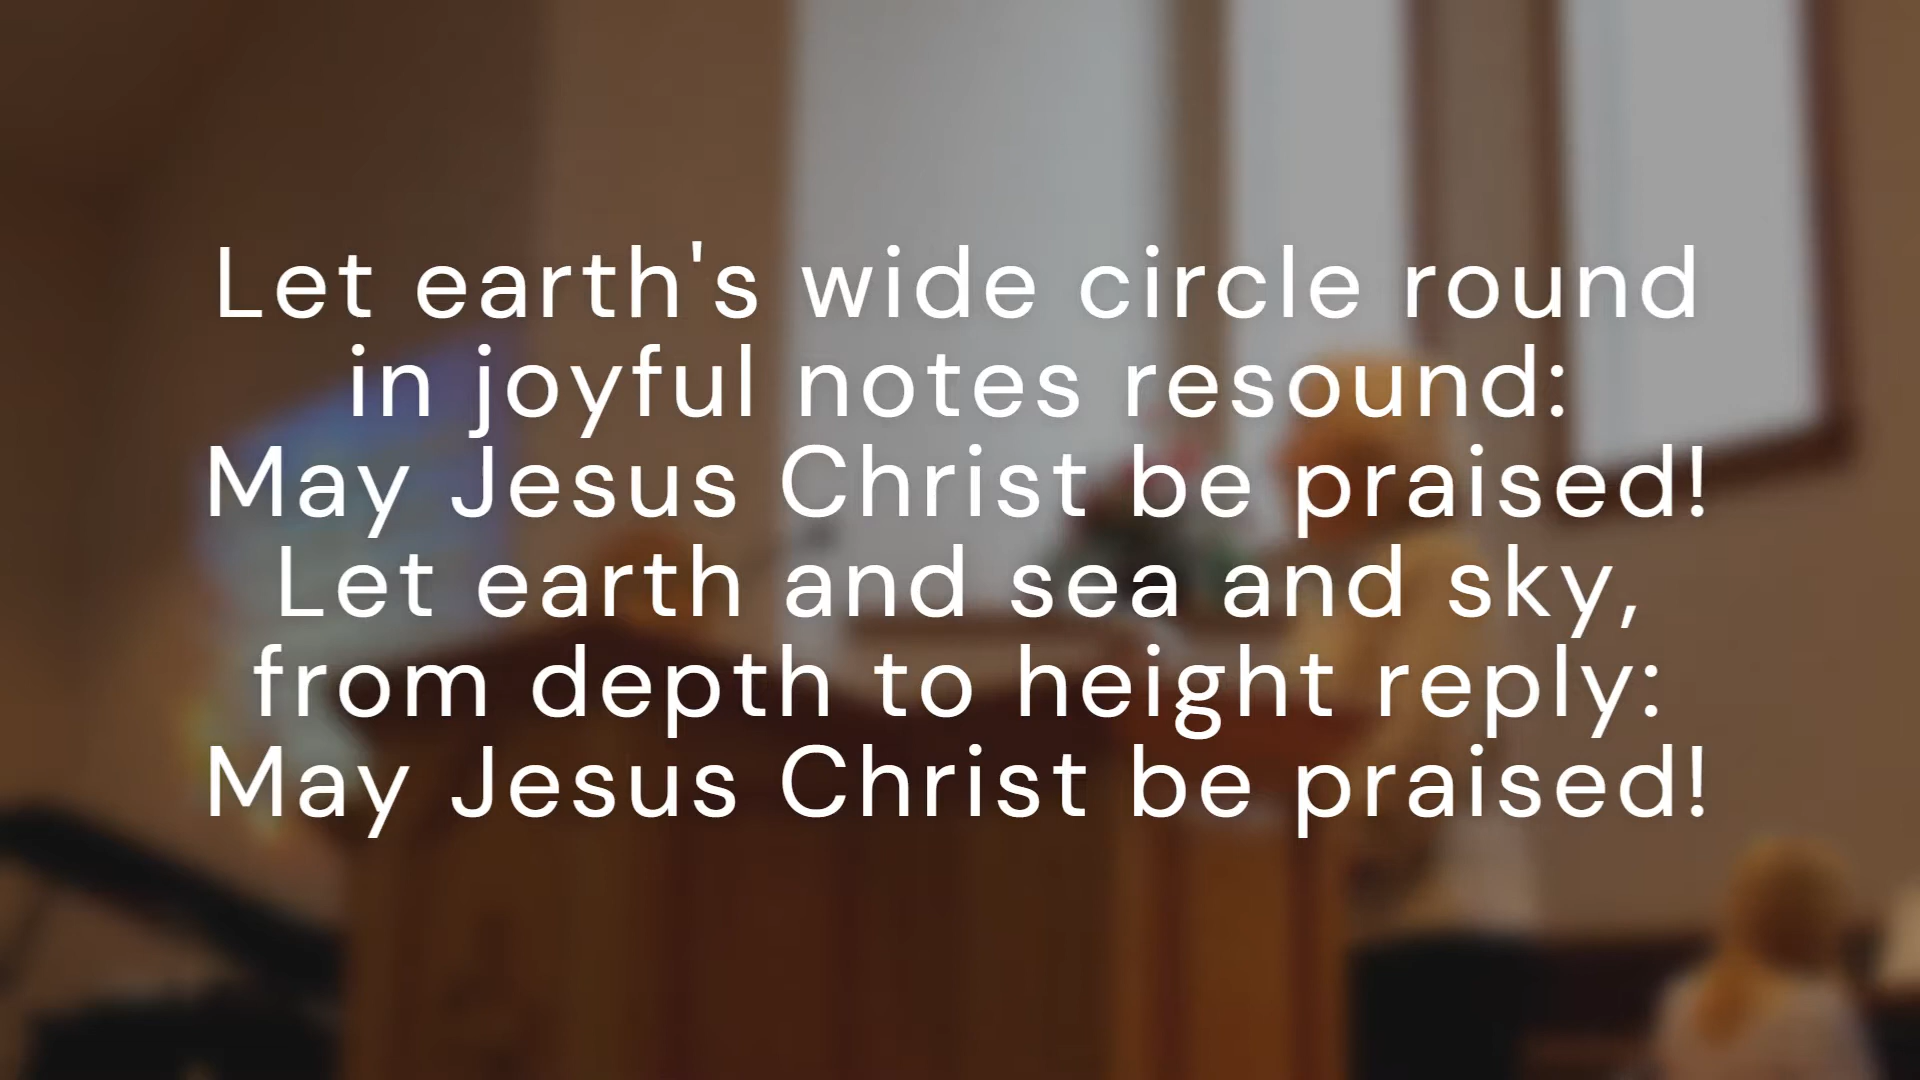 Let earth's wide circle round
in joyful notes resound:
May Jesus Christ be praised!
Let earth and sea and sky,
from depth to height reply:
May Jesus Christ be praised!